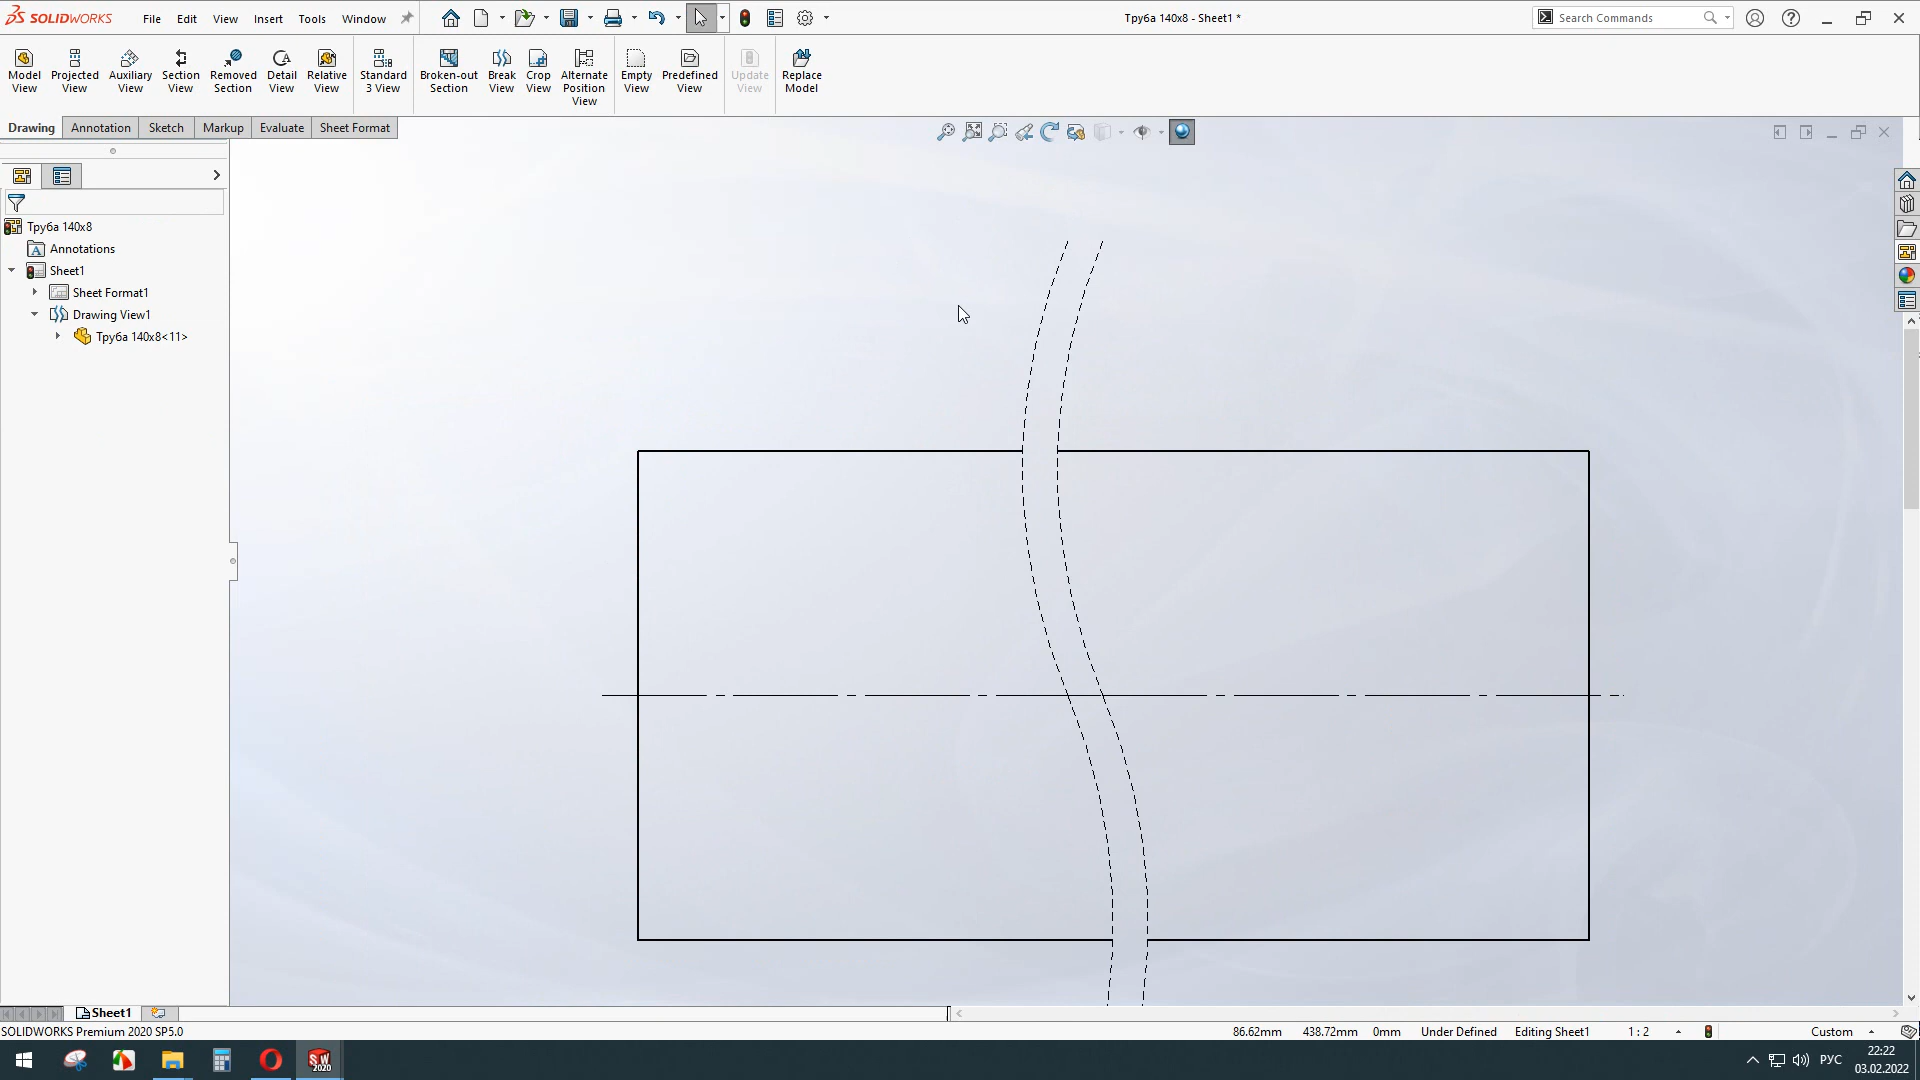 SOLIDWORKS File Edit View Insert Tools Window Труба 140x8 - Sheet1 * Search Commands
Model View Projected View Auxiliary View Section View Removed Section Detail View Relative View Standard 3 View Broken-out Section Break View Crop View Alternate Position View Empty View Predefined View Update View Replace Model
Drawing Annotation Sketch Markup Evaluate Sheet Format
Труба 140x8
Annotations
Sheet1
Sheet Format1
Drawing View1
Труба 140x8<11>
Sheet1
SOLIDWORKS Premium 2020 SP5.0 86.62mm 438.72mm 0mm Under Defined Editing Sheet1 1 : 2 Custom
SW 2020 РУС 22:22
03.02.2022